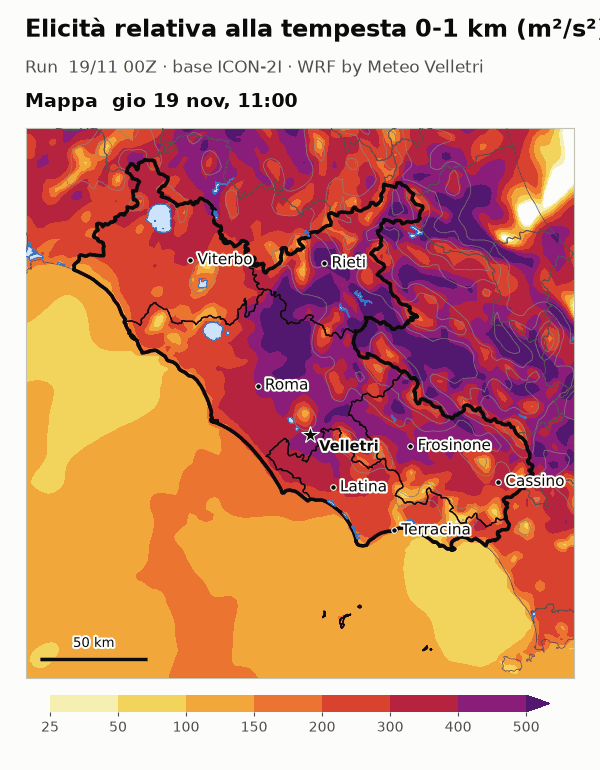 Elicità relativa alla tempesta 0-1 km (m²/s²)
Run 19/11 00Z · base ICON-2I · WRF by Meteo Velletri
Mappa gio 19 nov, 11:00
Viterbo
Rieti
Roma
Velletri
Frosinone
Cassino
Latina
Terracina
50 km
25 50 100 150 200 300 400 500